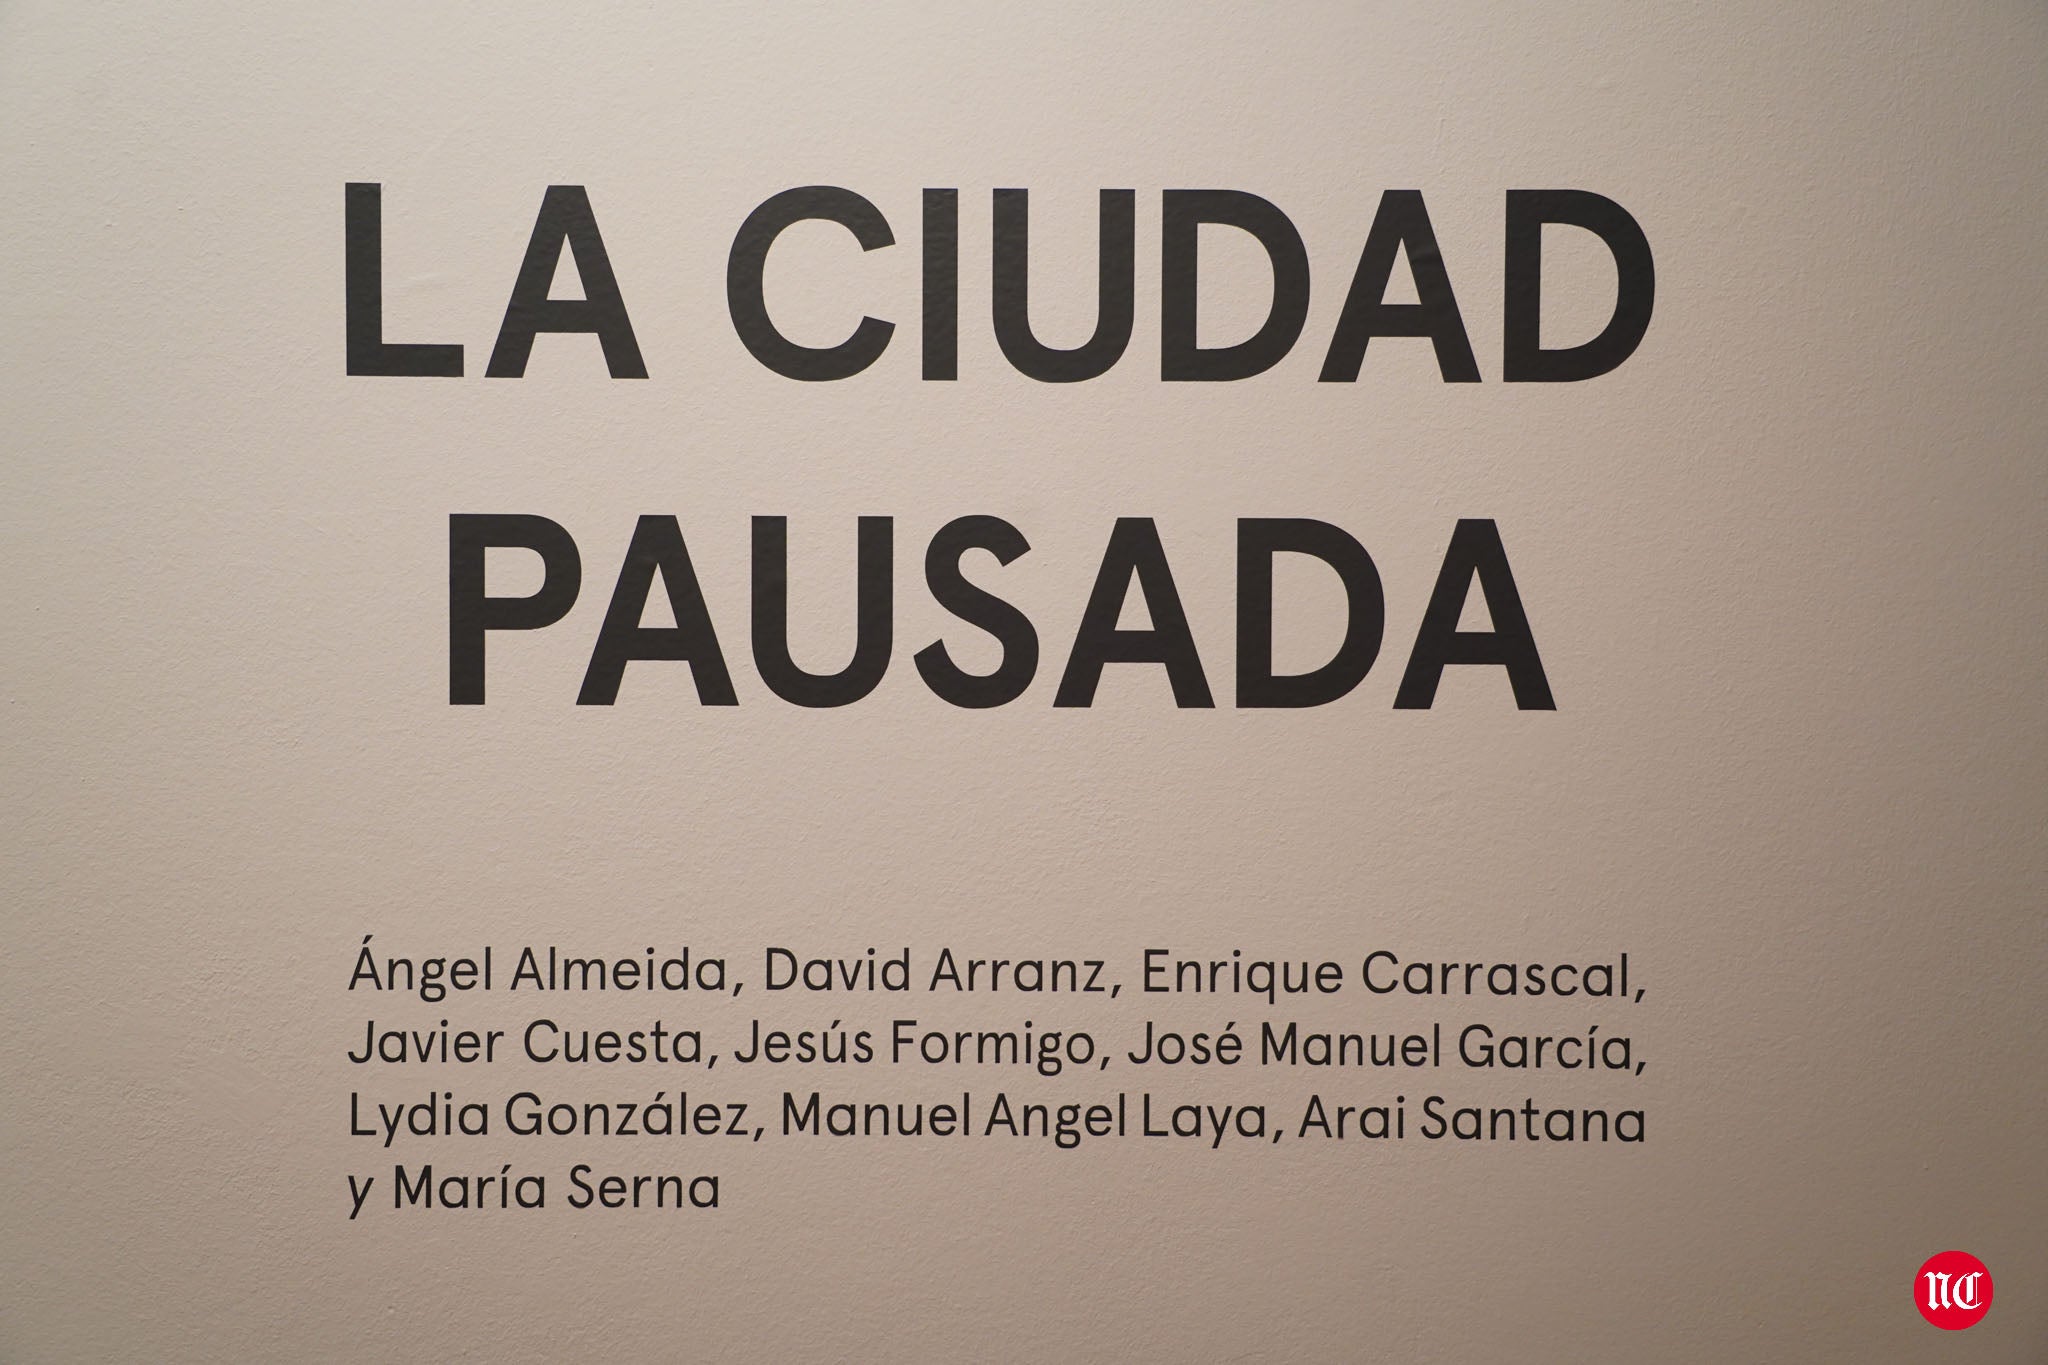 LA CIUDAD
PAUSADA
Ángel Almeida, David Arranz, Enrique Carrascal,
Javier Cuesta, Jesús Formigo, José Manuel García,
Lydia González, Manuel Angel Laya, Arai Santana
y María Serna
NC